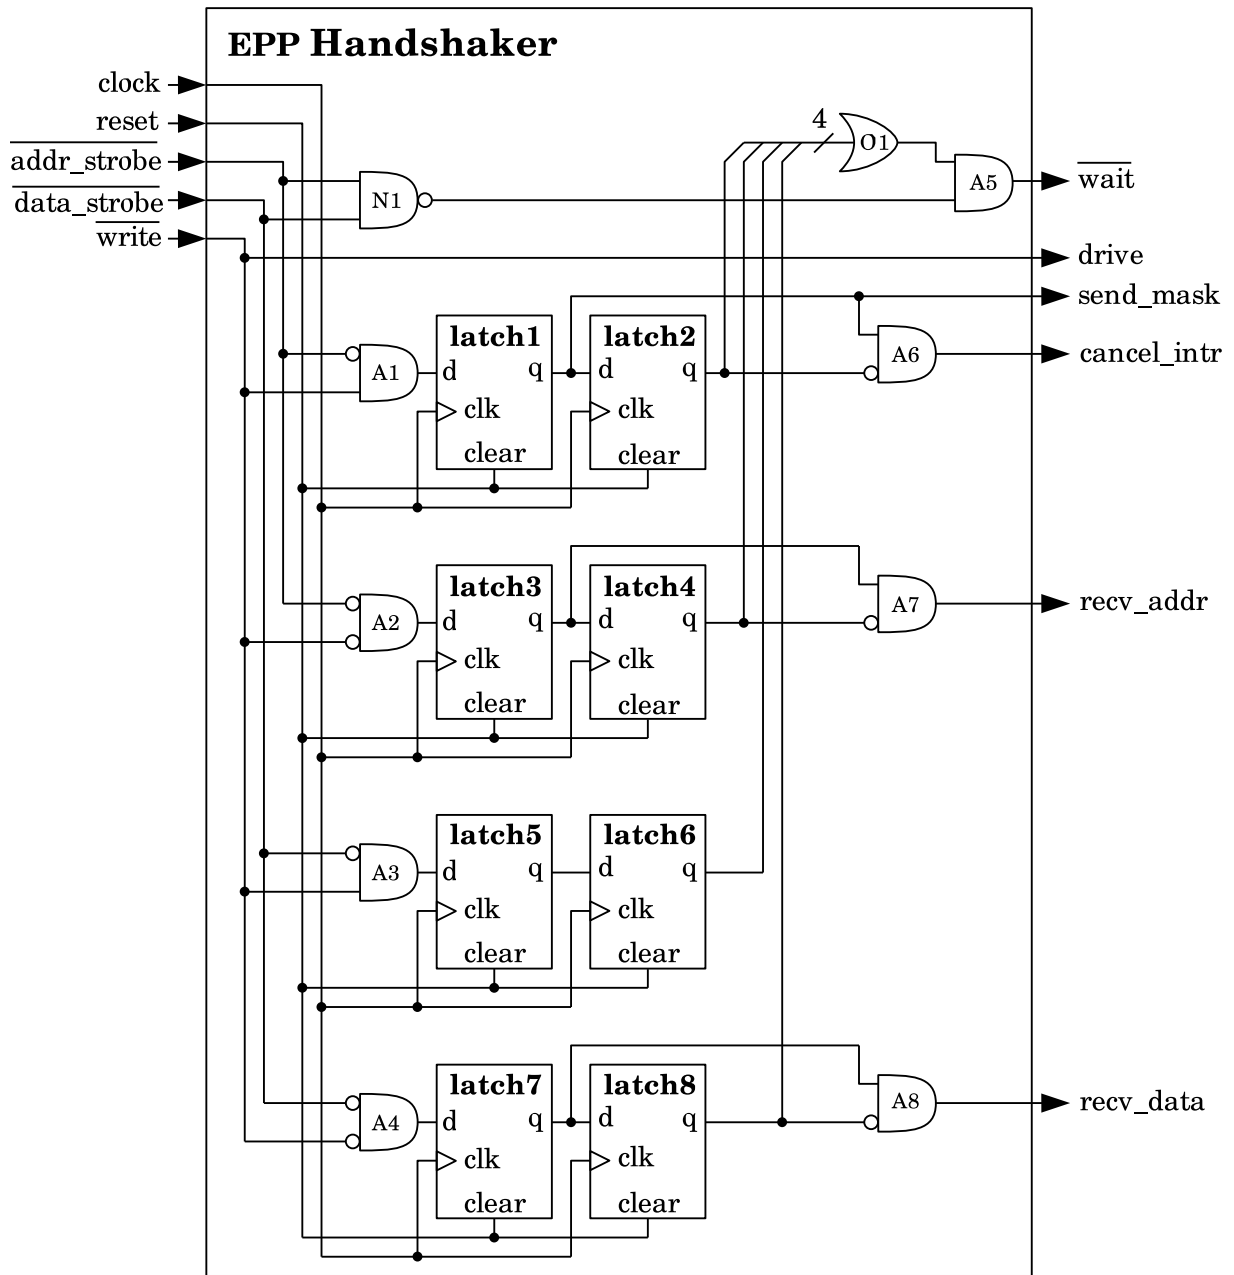 EPP Handshaker
clock
reset
addr_strobe
data_strobe
write
N1
4
O1
A5
wait
drive
send_mask
cancel_intr
A1
latch1
d
q
clk
clear
latch2
d
q
clk
clear
A6
A2
latch3
d
q
clk
clear
latch4
d
q
clk
clear
A7
recv_addr
A3
latch5
d
q
clk
clear
latch6
d
q
clk
clear
A4
latch7
d
q
clk
clear
latch8
d
q
clk
clear
A8
recv_data